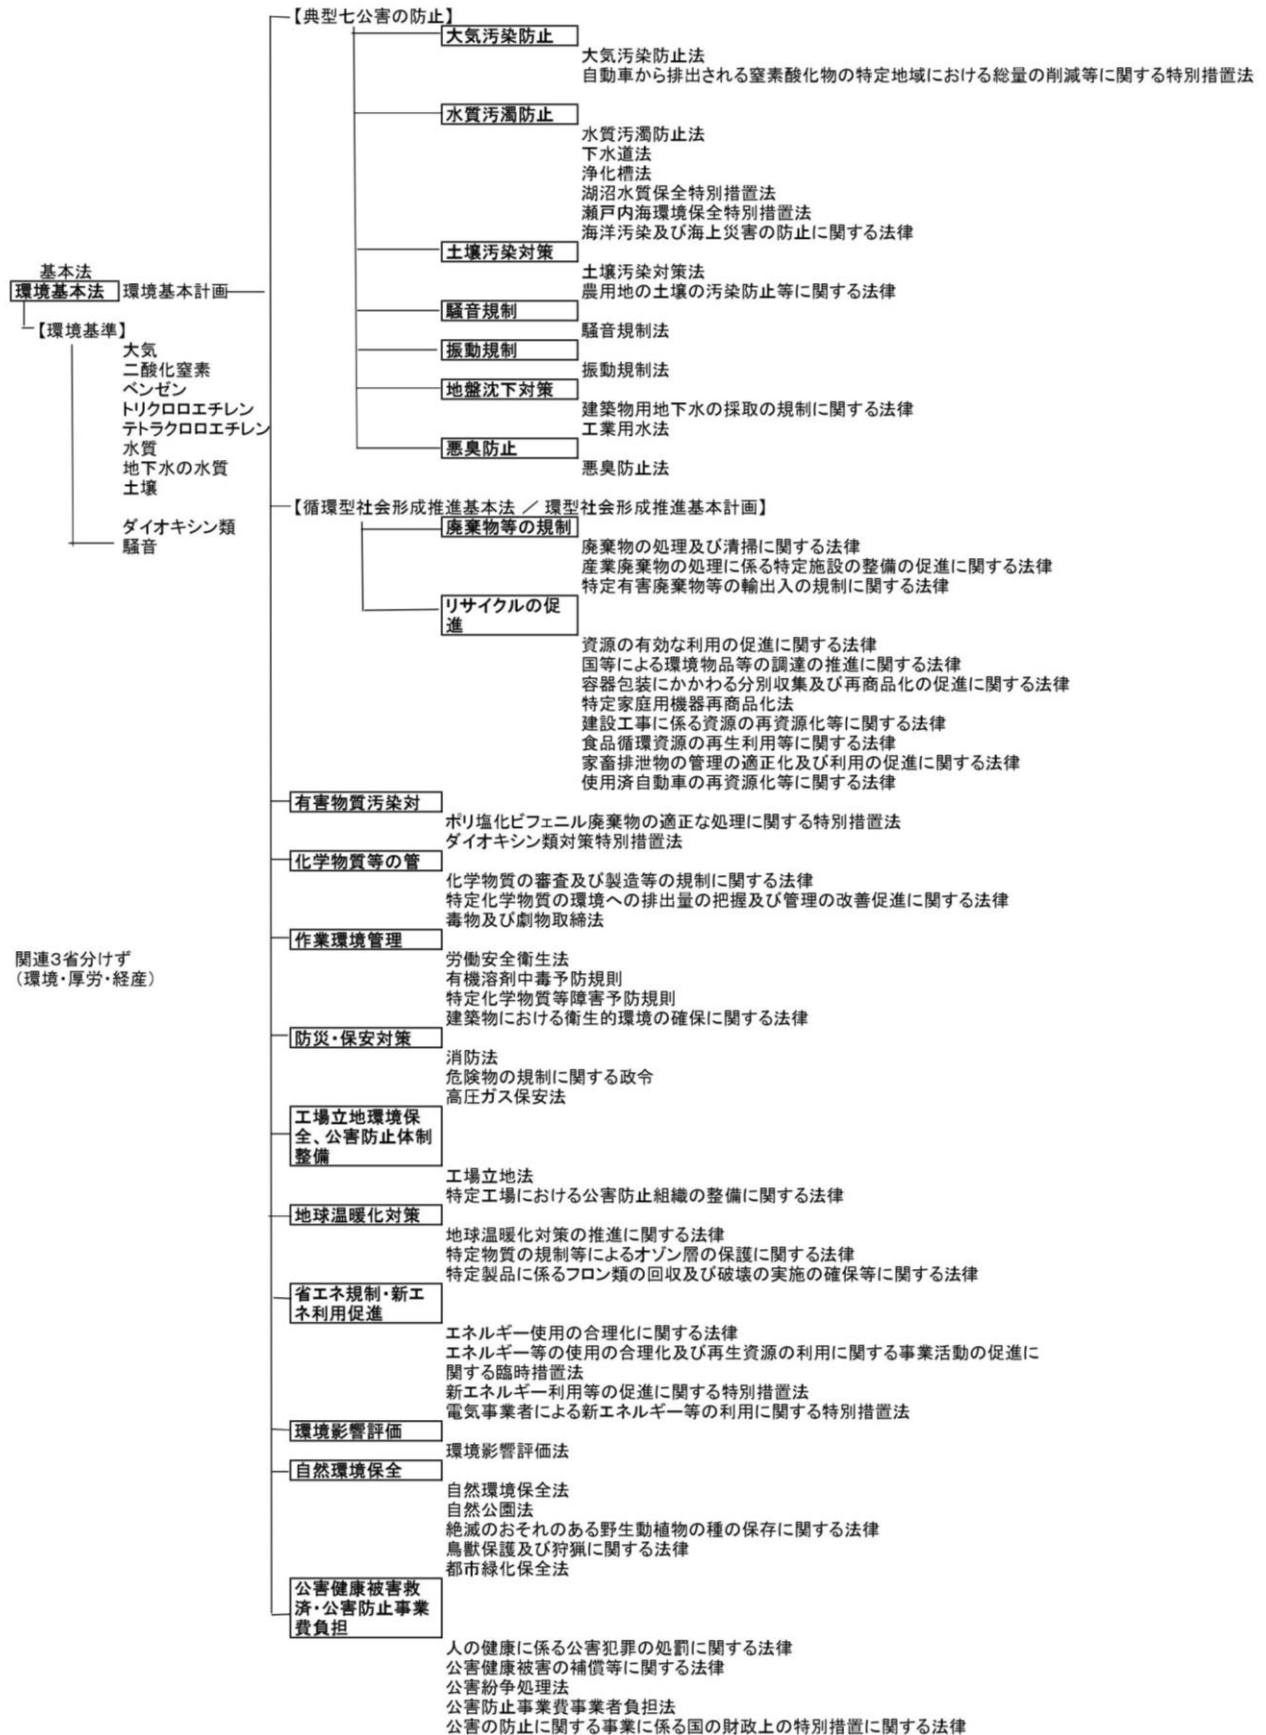 【典型七公害の防止】
大気汚染防止
大気汚染防止法
自動車から排出される窒素酸化物の特定地域における総量の削減等に関する特別措置法
水質汚濁防止
水質汚濁防止法
下水道法
浄化槽法
湖沼水質保全特別措置法
瀬戸内海環境保全特別措置法
海洋汚染及び海上災害の防止に関する法律
土壌汚染対策
土壌汚染対策法
農用地の土壌の汚染防止等に関する法律
騒音規制
騒音規制法
振動規制
振動規制法
地盤沈下対策
建築物用地下水の採取の規制に関する法律
工業用水法
悪臭防止
悪臭防止法
基本法
環境基本法 環境基本計画
【環境基準】
大気
二酸化窒素
ベンゼン
トリクロロエチレン
テトラクロロエチレン
水質
地下水の水質
土壌
ダイオキシン類
騒音
【循環型社会形成推進基本法 ／ 環型社会形成推進基本計画】
廃棄物等の規制
廃棄物の処理及び清掃に関する法律
産業廃棄物の処理に係る特定施設の整備の促進に関する法律
特定有害廃棄物等の輸出入の規制に関する法律
リサイクルの促
進
資源の有効な利用の促進に関する法律
国等による環境物品等の調達の推進に関する法律
容器包装にかかわる分別収集及び再商品化の促進に関する法律
特定家庭用機器再商品化法
建設工事に係る資源の再資源化等に関する法律
食品循環資源の再生利用等に関する法律
家畜排泄物の管理の適正化及び利用の促進に関する法律
使用済自動車の再資源化等に関する法律
有害物質汚染対
ポリ塩化ビフェニル廃棄物の適正な処理に関する特別措置法
ダイオキシン類対策特別措置法
化学物質等の管
化学物質の審査及び製造等の規制に関する法律
特定化学物質の環境への排出量の把握及び管理の改善促進に関する法律
毒物及び劇物取締法
関連3省分けず
（環境・厚労・経産）
作業環境管理
労働安全衛生法
有機溶剤中毒予防規則
特定化学物質等障害予防規則
建築物における衛生的環境の確保に関する法律
防災・保安対策
消防法
危険物の規制に関する政令
高圧ガス保安法
工場立地環境保
全、公害防止体制
整備
工場立地法
特定工場における公害防止組織の整備に関する法律
地球温暖化対策
地球温暖化対策の推進に関する法律
特定物質の規制等によるオゾン層の保護に関する法律
特定製品に係るフロン類の回収及び破壊の実施の確保等に関する法律
省エネ規制・新エ
ネ利用促進
エネルギー使用の合理化に関する法律
エネルギー等の使用の合理化及び再生資源の利用に関する事業活動の促進に
関する臨時措置法
新エネルギー利用等の促進に関する特別措置法
電気事業者による新エネルギー等の利用に関する特別措置法
環境影響評価
環境影響評価法
自然環境保全
自然環境保全法
自然公園法
絶滅のおそれのある野生動植物の種の保存に関する法律
鳥獣保護及び狩猟に関する法律
都市緑化保全法
公害健康被害救
済・公害防止事業
費負担
人の健康に係る公害犯罪の処罰に関する法律
公害健康被害の補償等に関する法律
公害紛争処理法
公害防止事業費事業者負担法
公害の防止に関する事業に係る国の財政上の特別措置に関する法律